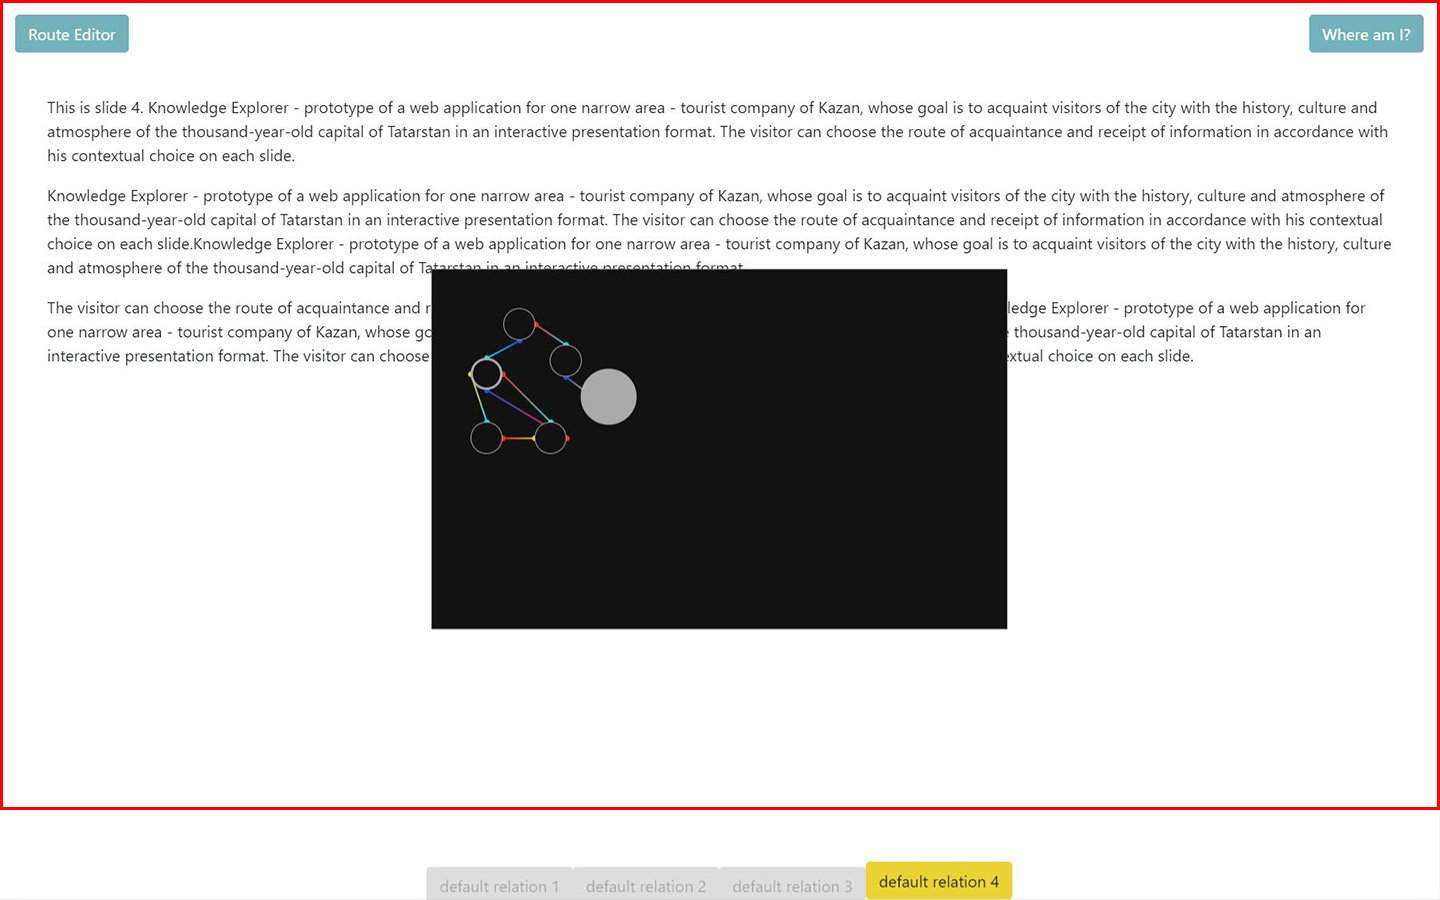 Route Editor
Where am I?
This is slide 4. Knowledge Explorer - prototype of a web application for one narrow area - tourist company of Kazan, whose goal is to acquaint visitors of the city with the history, culture and
atmosphere of the thousand-year-old capital of Tatarstan in an interactive presentation format. The visitor can choose the route of acquaintance and receipt of information in accordance with
his contextual choice on each slide.
Knowledge Explorer - prototype of a web application for one narrow area - tourist company of Kazan, whose goal is to acquaint visitors of the city with the history, culture and atmosphere of
the thousand-year-old capital of Tatarstan in an interactive presentation format. The visitor can choose the route of acquaintance and receipt of information in accordance with his contextual
choice on each slide.Knowledge Explorer - prototype of a web application for one narrow area - tourist company of Kazan, whose goal is to acquaint visitors of the city with the history, culture
and atmosphere of the thousand-year-old capital of Tatarstan in an interactive presentation format.
The visitor can choose the route of acquaintance and Explorer - prototype of a web application for
one narrow area - tourist company of Kazan, whose thousand-year-old capital of Tatarstan in an
interactive presentation format. The visitor can choose choice on each slide.
default relation 1
default relation 2
default relation 3
default relation 4